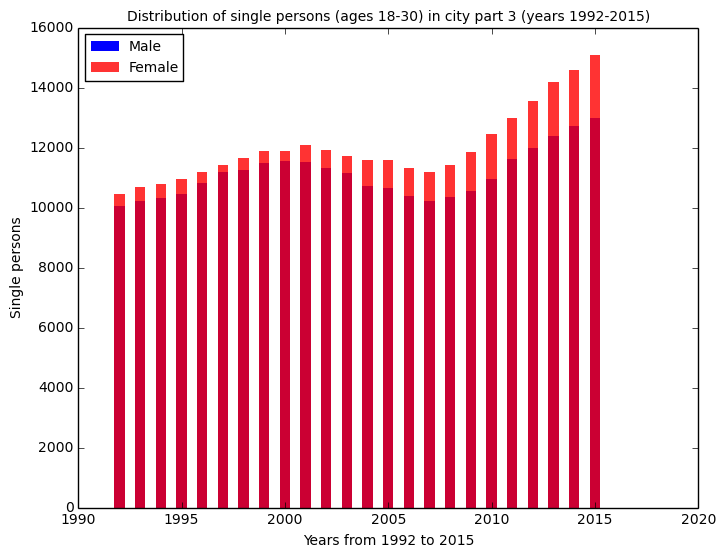 Distribution of single persons (ages 18-30) in city part 3 (years 1992-2015)
Male
Female
16000
14000
12000
10000
8000
6000
4000
2000
0
Single persons
1990 1995 2000 2005 2010 2015 2020
Years from 1992 to 2015